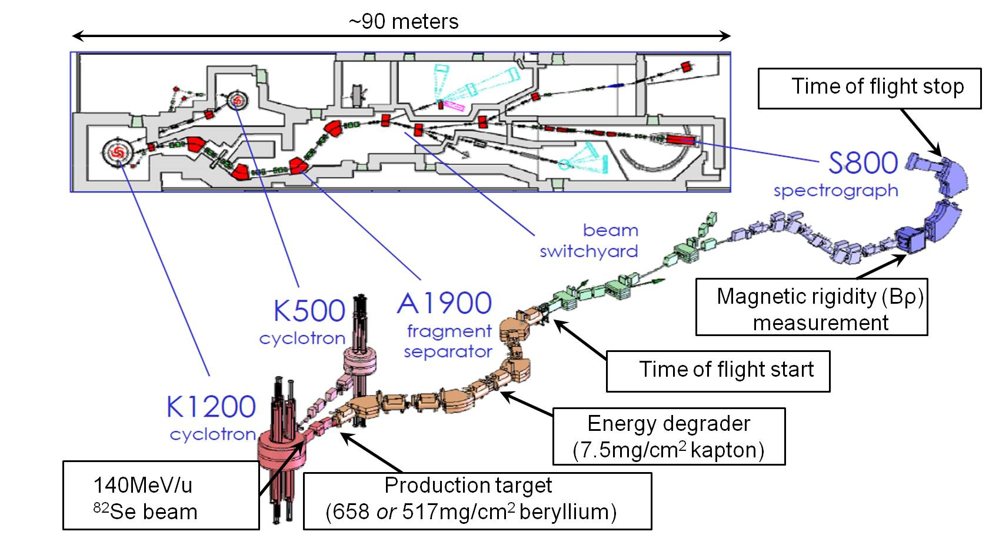 ~90 meters
Time of flight stop
S800
spectrograph
beam
switchyard
Magnetic rigidity (Bρ)
measurement
K500
cyclotron
A1900
fragment
separator
Time of flight start
K1200
cyclotron
Energy degrader
(7.5mg/cm² kapton)
140MeV/u
⁸²Se beam
Production target
(658 or 517mg/cm² beryllium)